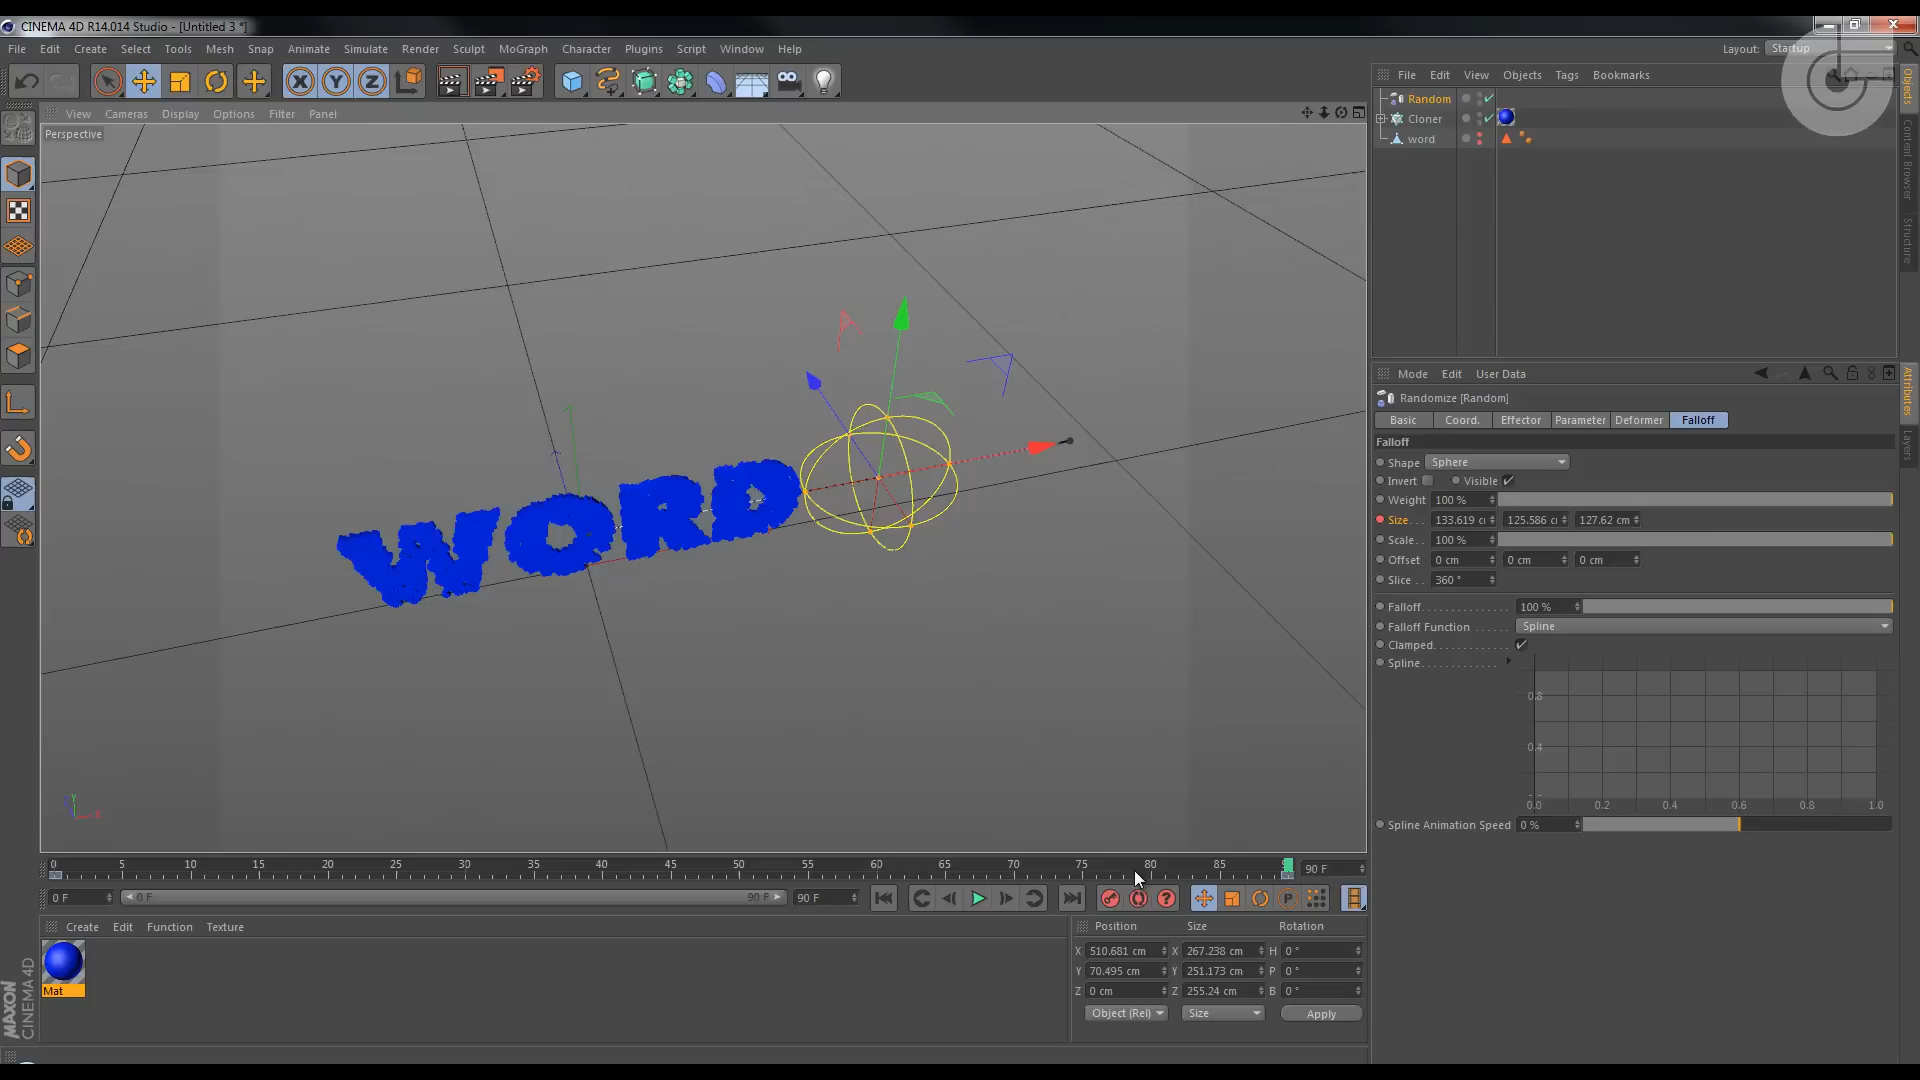 CINEMA 4D R14.014 Studio - [Untitled 3 *]
File Edit Create Select Tools Mesh Snap Animate Simulate Render Sculpt MoGraph Character Plugins Script Window Help
Layout: Startup
File Edit View Objects Tags Bookmarks
Random
Cloner
word
Objects
Content Browser
Structure
View Cameras Display Options Filter Panel
Perspective
X Y Z
WORD
Y
X
Mode Edit User Data
Randomize [Random]
Basic Coord. Effector Parameter Deformer Falloff
Falloff
Shape Sphere
Invert Visible
Weight 100 %
Size... 133.619 c 125.586 c 127.62 cm
Scale.. 100 %
Offset 0 cm 0 cm 0 cm
Slice .. 360 °
Falloff............... 100 %
Falloff Function ...... Spline
Clamped............
Spline...............
0.8
0.4
0.0 0.2 0.4 0.6 0.8 1.0
Spline Animation Speed 0 %
Attributes
Layers
0 5 10 15 20 25 30 35 40 45 50 55 60 65 70 75 80 85
90 F
0 F 0 F 90 F 90 F
P
Create Edit Function Texture
Mat
MAXON
CINEMA 4D
Position Size Rotation
X 510.681 cm X 267.238 cm H 0 °
Y 70.495 cm Y 251.173 cm P 0 °
Z 0 cm Z 255.24 cm B 0 °
Object (Rel) Size Apply